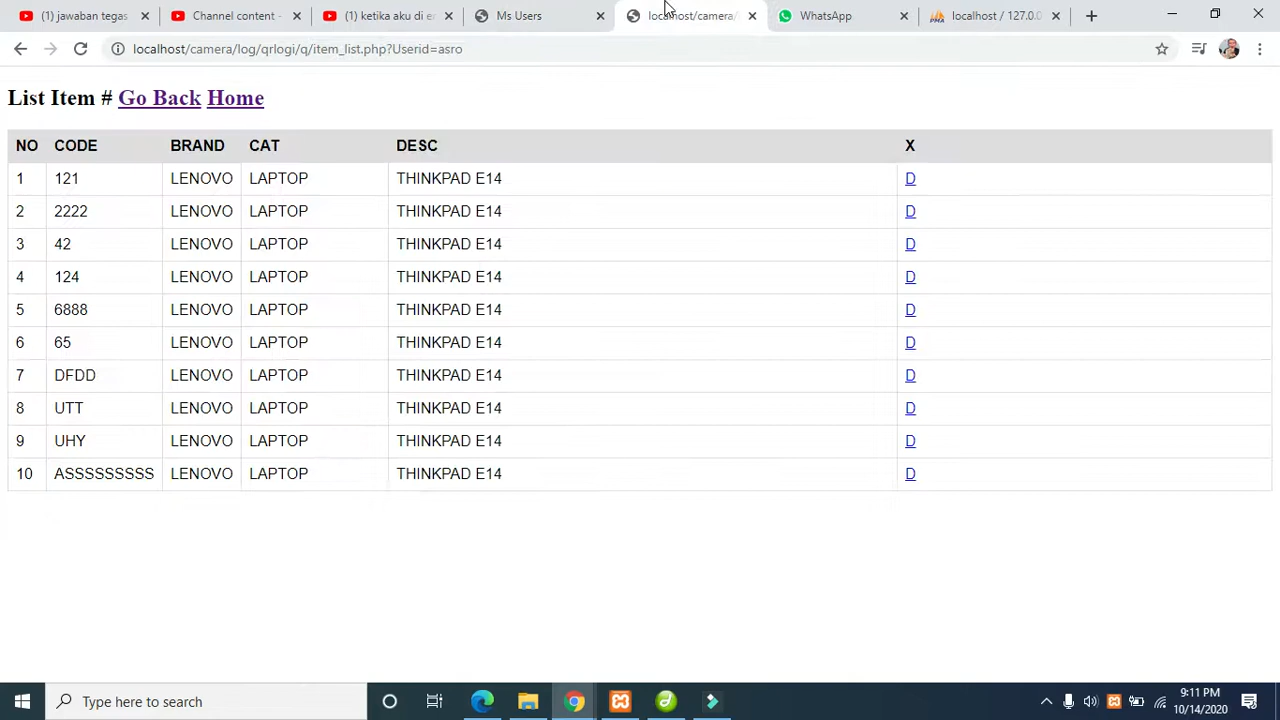 (1) jawaban tegas
Channel content -
(1) ketika aku di er
Ms Users
localhost/camera/
WhatsApp
localhost / 127.0.0
localhost/camera/log/qrlogi/q/item_list.php?Userid=asro
List Item # Go Back Home
NO CODE BRAND CAT DESC X
1 121 LENOVO LAPTOP THINKPAD E14 D
2 2222 LENOVO LAPTOP THINKPAD E14 D
3 42 LENOVO LAPTOP THINKPAD E14 D
4 124 LENOVO LAPTOP THINKPAD E14 D
5 6888 LENOVO LAPTOP THINKPAD E14 D
6 65 LENOVO LAPTOP THINKPAD E14 D
7 DFDD LENOVO LAPTOP THINKPAD E14 D
8 UTT LENOVO LAPTOP THINKPAD E14 D
9 UHY LENOVO LAPTOP THINKPAD E14 D
10 ASSSSSSSSS LENOVO LAPTOP THINKPAD E14 D
Type here to search
9:11 PM
10/14/2020